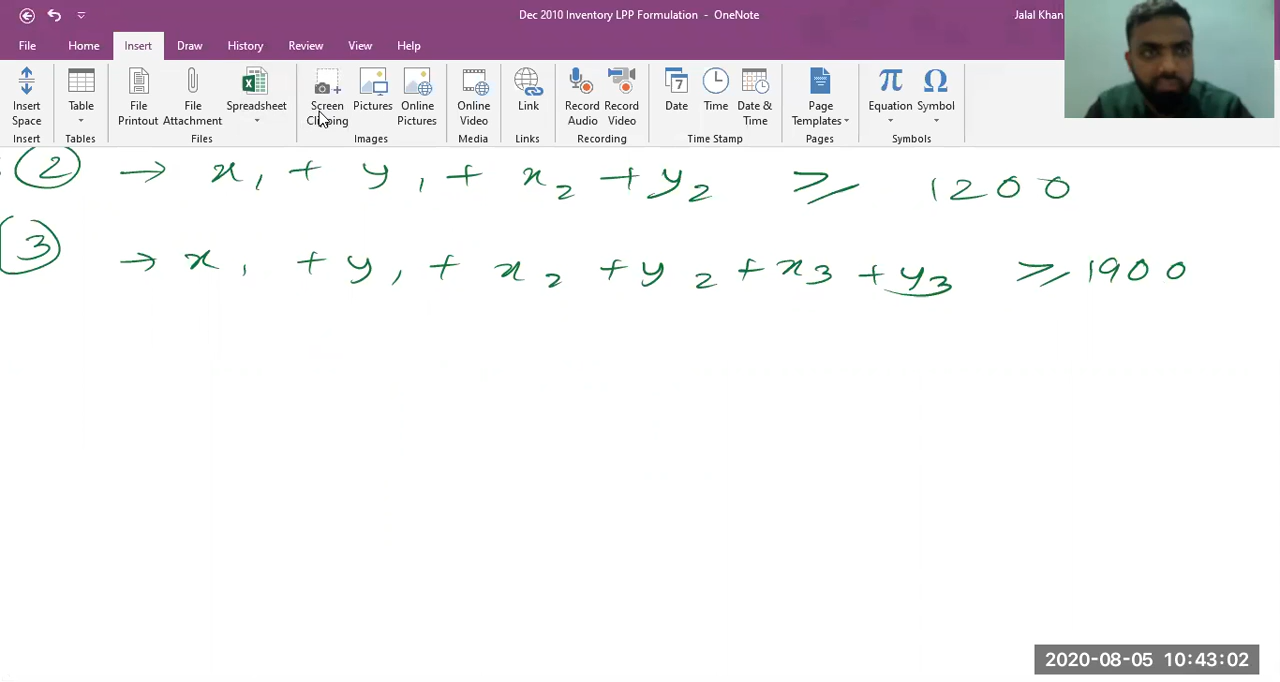 Dec 2010 Inventory LPP Formulation - OneNote
Jalal Khan
File Home Insert Draw History Review View Help
Insert Space
Table
File Printout
File Attachment
Spreadsheet
Screen Clipping
Pictures
Online Pictures
Online Video
Link
Record Audio
Record Video
Date
Time
Date & Time
Page Templates
Equation
Symbol
Insert Tables Files Images Media Links Recording Time Stamp Pages Symbols
(2) → x₁ + y₁ + x₂ + y₂ ≥ 1200
(3) → x₁ + y₁ + x₂ + y₂ + x₃ + y₃ ≥ 1900
2020-08-05 10:43:02